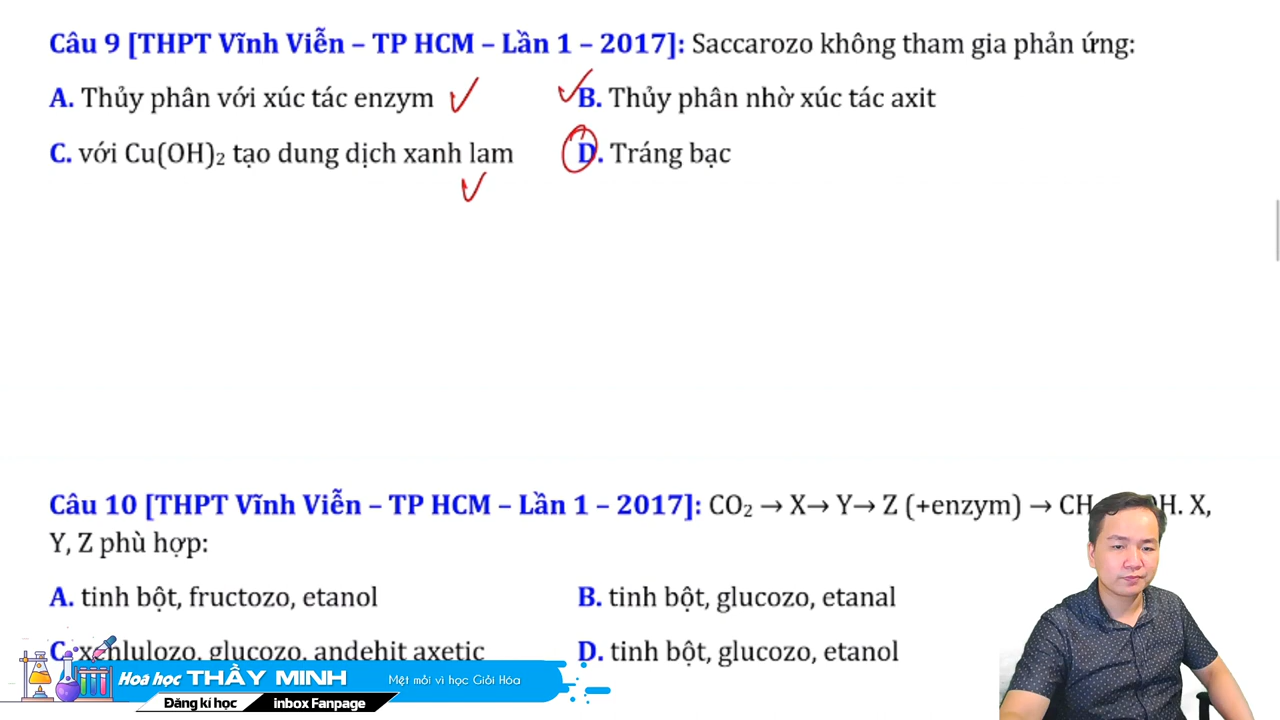 Câu 9 [THPT Vĩnh Viễn – TP HCM – Lần 1 – 2017]: Saccarozo không tham gia phản ứng:
A. Thủy phân với xúc tác enzym
B. Thủy phân nhờ xúc tác axit
C. với Cu(OH)₂ tạo dung dịch xanh lam
D. Tráng bạc
Câu 10 [THPT Vĩnh Viễn – TP HCM – Lần 1 – 2017]: CO₂ → X→ Y→ Z (+enzym) → CH H. X,
Y, Z phù hợp:
A. tinh bột, fructozo, etanol
B. tinh bột, glucozo, etanal
C. xenlulozo, glucozo, andehit axetic
D. tinh bột, glucozo, etanol
Hoá học THẦY MINH
Mệt mỏi vì học Giỏi Hóa
Đăng kí học
inbox Fanpage